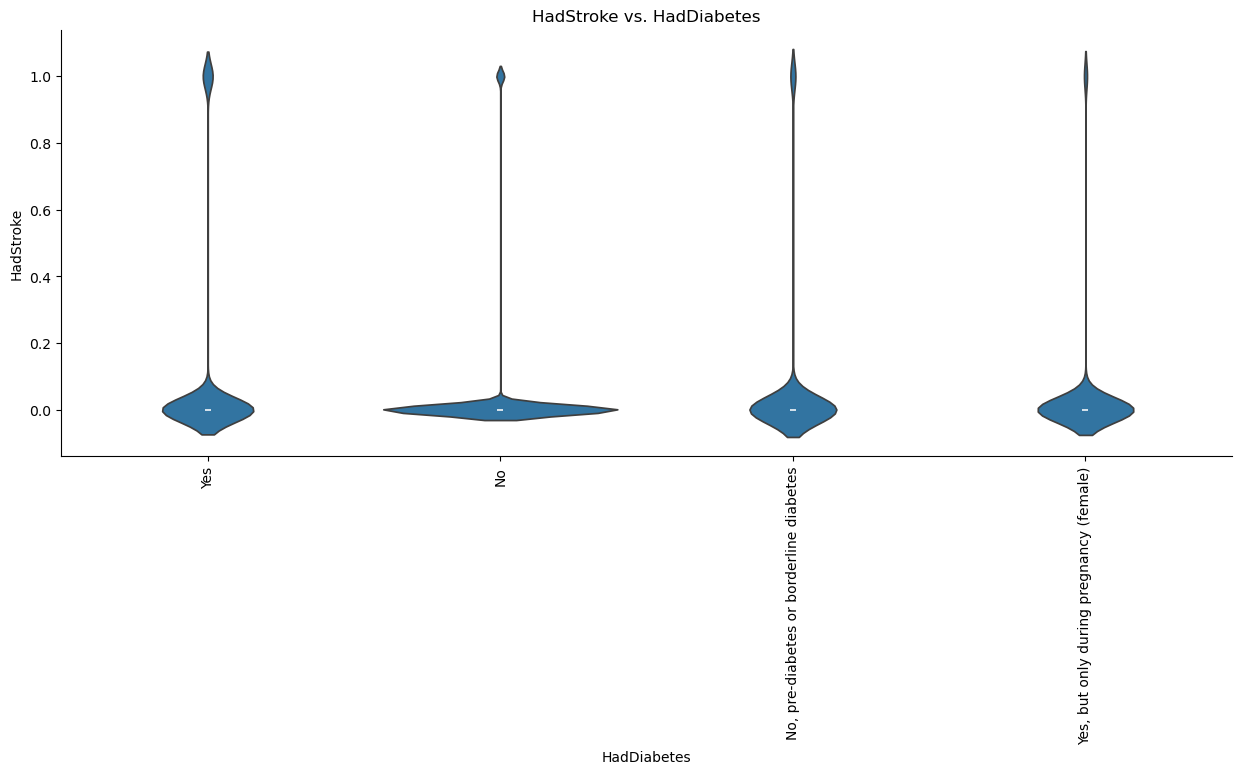 HadStroke vs. HadDiabetes
HadStroke
1.0
0.8
0.6
0.4
0.2
0.0
Yes
No
No, pre-diabetes or borderline diabetes
Yes, but only during pregnancy (female)
HadDiabetes